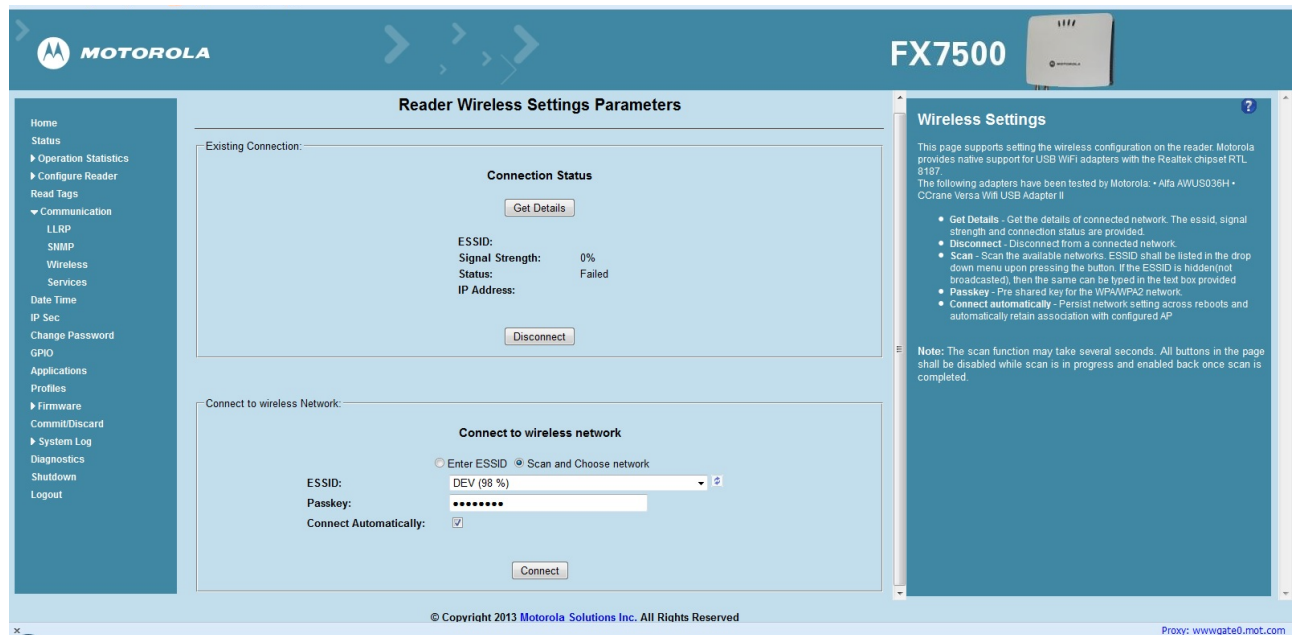 MOTOROLA
FX7500
MOTOROLA
Home
Status
Operation Statistics
Configure Reader
Read Tags
Communication
LLRP
SNMP
Wireless
Services
Date Time
IP Sec
Change Password
GPIO
Applications
Profiles
Firmware
Commit/Discard
System Log
Diagnostics
Shutdown
Logout
Reader Wireless Settings Parameters
Existing Connection:
Connection Status
Get Details
ESSID:
Signal Strength: 0%
Status: Failed
IP Address:
Disconnect
Connect to wireless Network:
Connect to wireless network
Enter ESSID Scan and Choose network
ESSID: DEV (98 %)
Passkey: ••••••••
Connect Automatically:
Connect
Wireless Settings
?
This page supports setting the wireless configuration on the reader. Motorola
provides native support for USB WiFi adapters with the Realtek chipset RTL
8187.
The following adapters have been tested by Motorola: • Alfa AWUS036H •
CCrane Versa Wifi USB Adapter II
• Get Details - Get the details of connected network. The essid, signal
strength and connection status are provided.
• Disconnect - Disconnect from a connected network.
• Scan - Scan the available networks. ESSID shall be listed in the drop
down menu upon pressing the button. If the ESSID is hidden(not
broadcasted), then the same can be typed in the text box provided
• Passkey - Pre shared key for the WPA/WPA2 network.
• Connect automatically - Persist network setting across reboots and
automatically retain association with configured AP
Note: The scan function may take several seconds. All buttons in the page
shall be disabled while scan is in progress and enabled back once scan is
completed.
© Copyright 2013 Motorola Solutions Inc. All Rights Reserved
x
Proxy: wwwgate0.mot.com